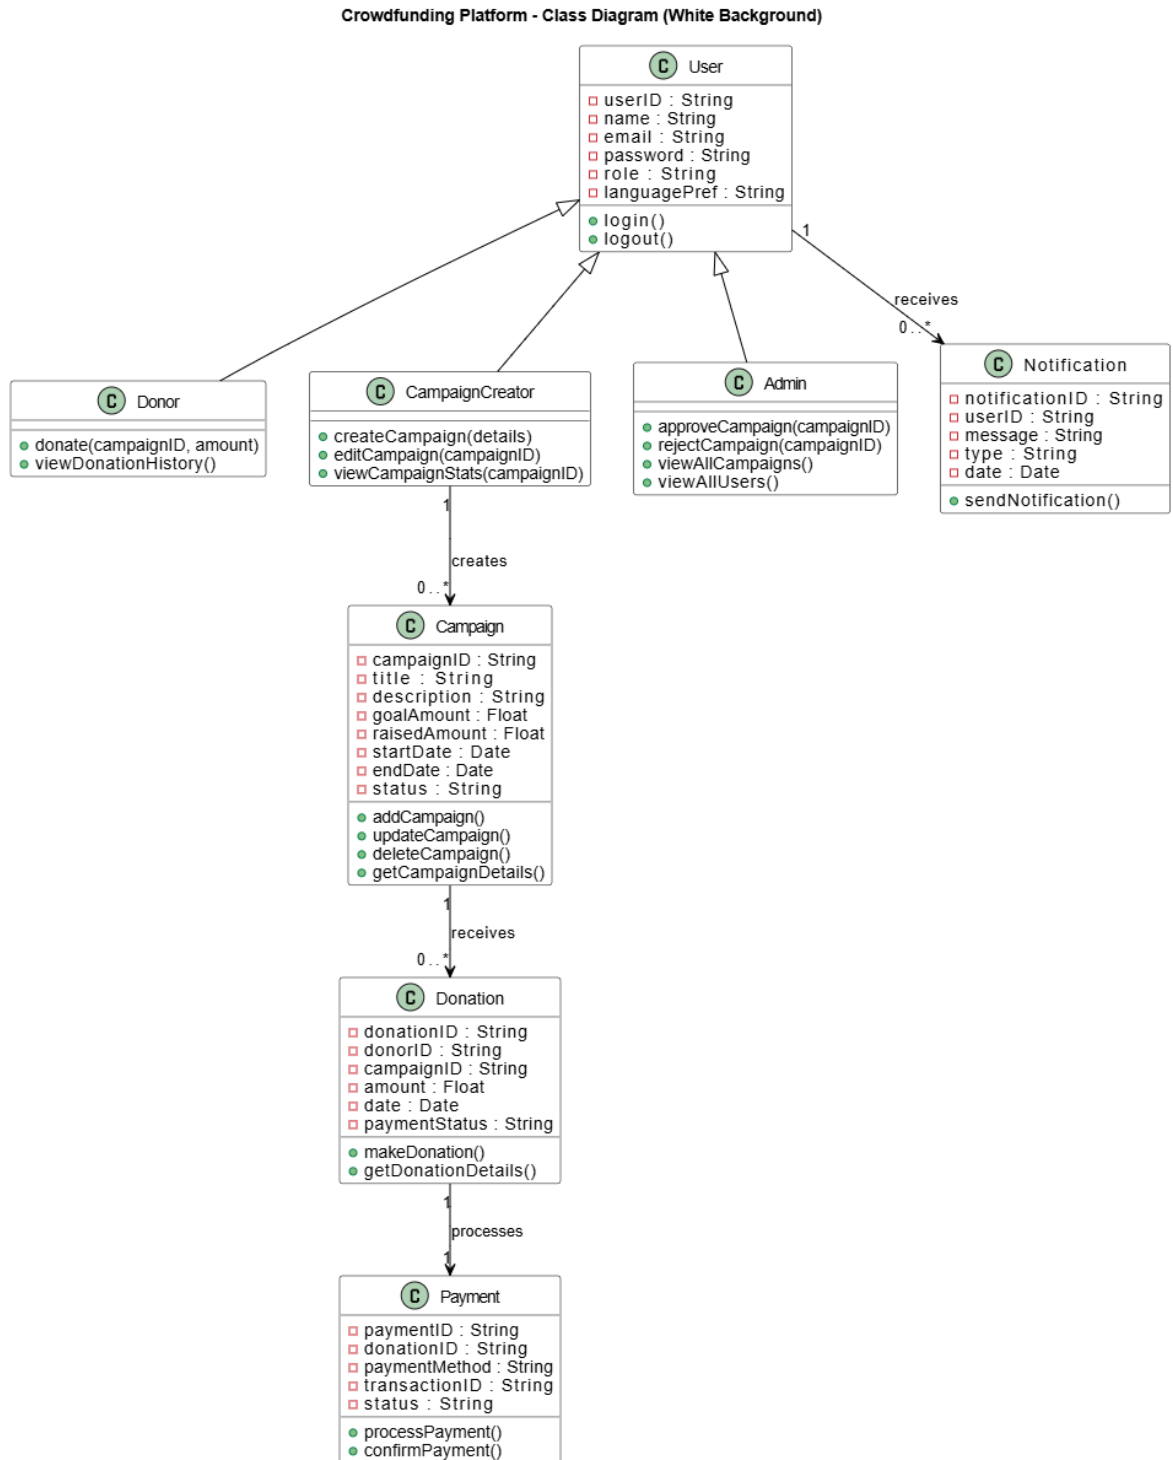 Crowdfunding Platform - Class Diagram (White Background)
C User
userID : String
name : String
email : String
password : String
role : String
languagePref : String
login()
logout()
1
receives
0..*
C Donor
donate(campaignID, amount)
viewDonationHistory()
C CampaignCreator
createCampaign(details)
editCampaign(campaignID)
viewCampaignStats(campaignID)
C Admin
approveCampaign(campaignID)
rejectCampaign(campaignID)
viewAllCampaigns()
viewAllUsers()
C Notification
notificationID : String
userID : String
message : String
type : String
date : Date
sendNotification()
1
creates
0..*
C Campaign
campaignID : String
title : String
description : String
goalAmount : Float
raisedAmount : Float
startDate : Date
endDate : Date
status : String
addCampaign()
updateCampaign()
deleteCampaign()
getCampaignDetails()
1
receives
0..*
C Donation
donationID : String
donorID : String
campaignID : String
amount : Float
date : Date
paymentStatus : String
makeDonation()
getDonationDetails()
1
processes
1
C Payment
paymentID : String
donationID : String
paymentMethod : String
transactionID : String
status : String
processPayment()
confirmPayment()